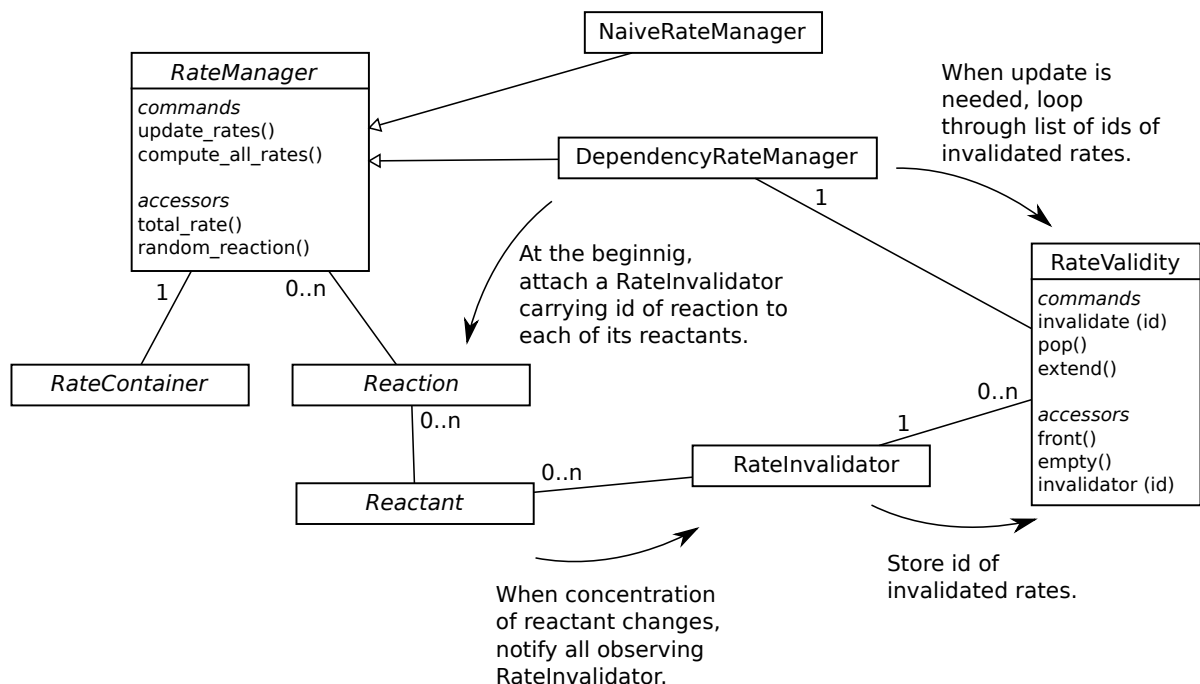 NaiveRateManager
RateManager
commands
update_rates()
compute_all_rates()
accessors
total_rate()
random_reaction()
When update is
needed, loop
through list of ids of
invalidated rates.
DependencyRateManager
1
At the beginnig,
attach a RateInvalidator
carrying id of reaction to
each of its reactants.
RateValidity
commands
invalidate (id)
pop()
extend()
accessors
front()
empty()
invalidator (id)
1
0..n
RateContainer
Reaction
0..n
0..n
1
RateInvalidator
0..n
Reactant
Store id of
invalidated rates.
When concentration
of reactant changes,
notify all observing
RateInvalidator.